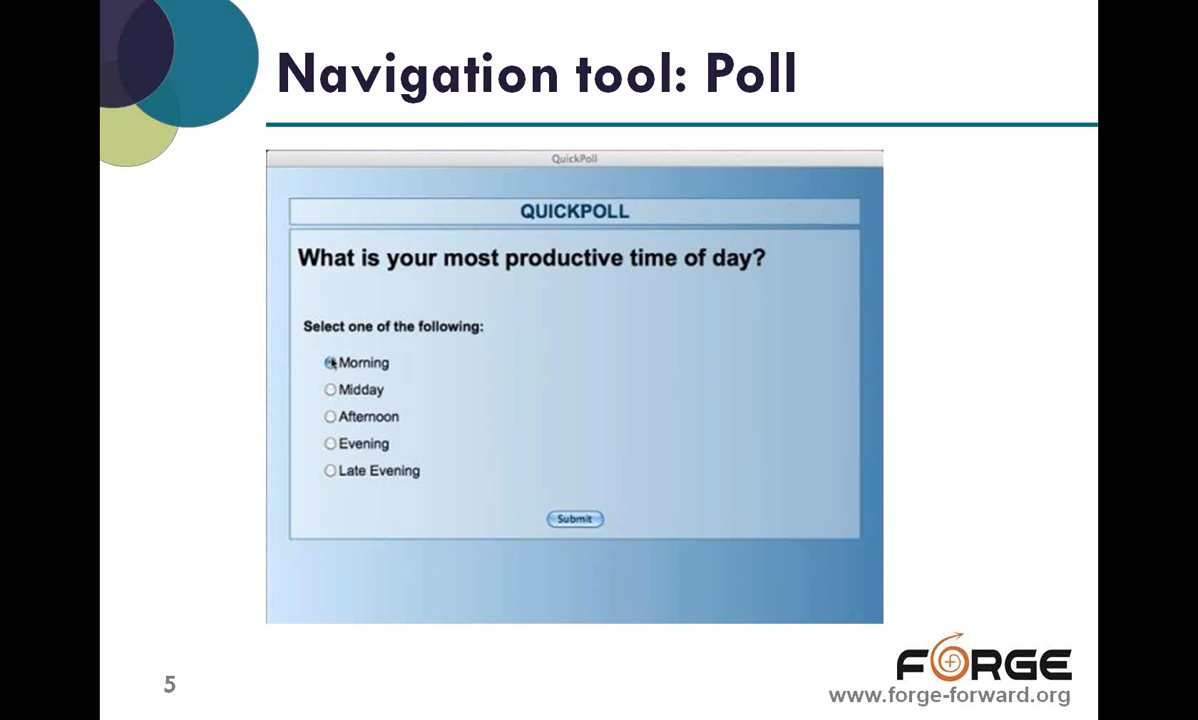 Navigation tool: Poll
QuickPoll
QUICKPOLL
What is your most productive time of day?
Select one of the following:
Morning
Midday
Afternoon
Evening
Late Evening
Submit
FORGE
5
www.forge-forward.org